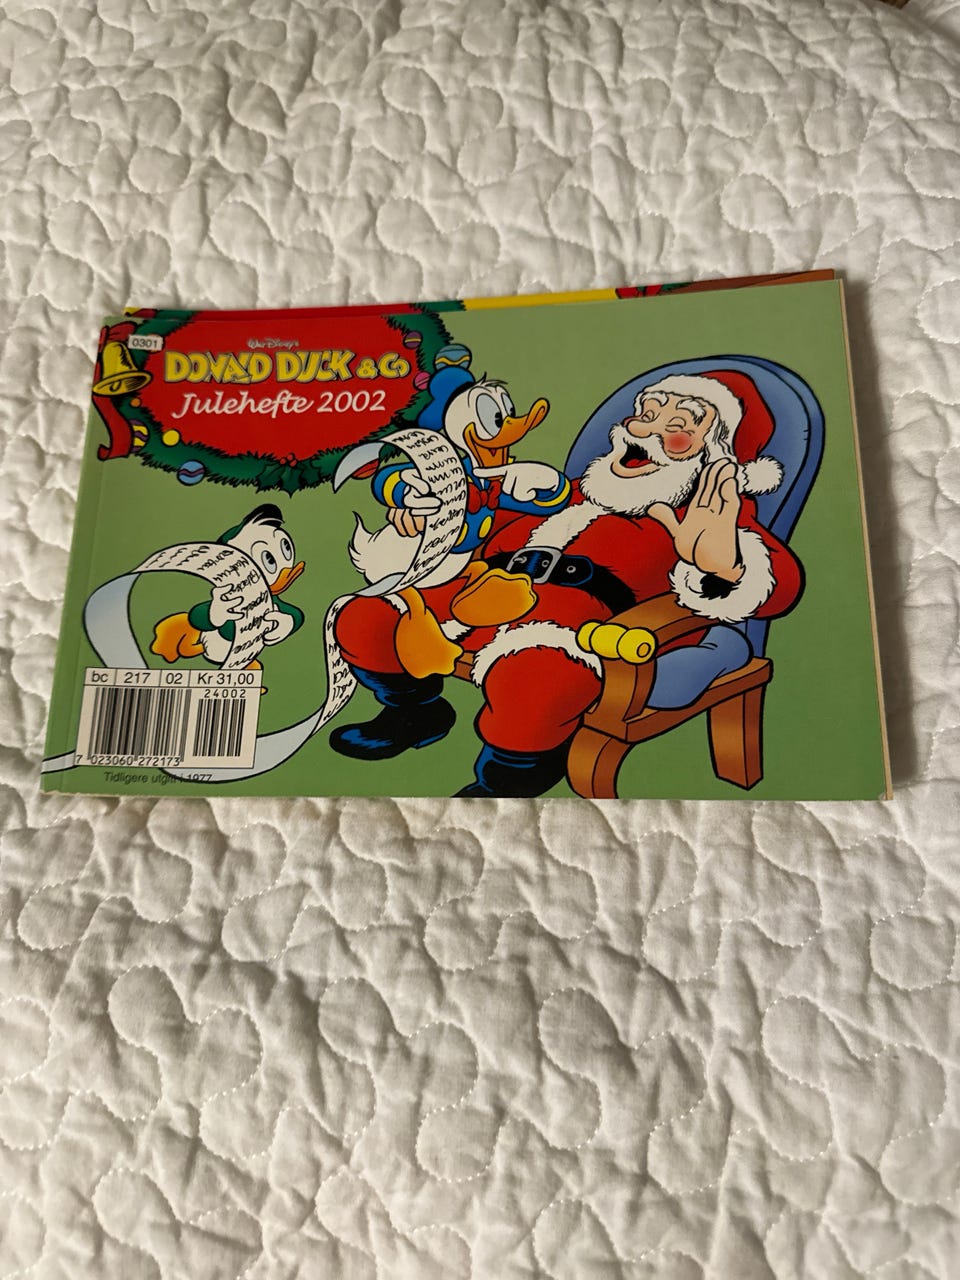 0301
Walt Disney's
DONALD DUCK & Co
Julehefte 2002
bc 217 02 Kr 31,00
24002
7 023060 272173
Tidligere utgitt i 1977